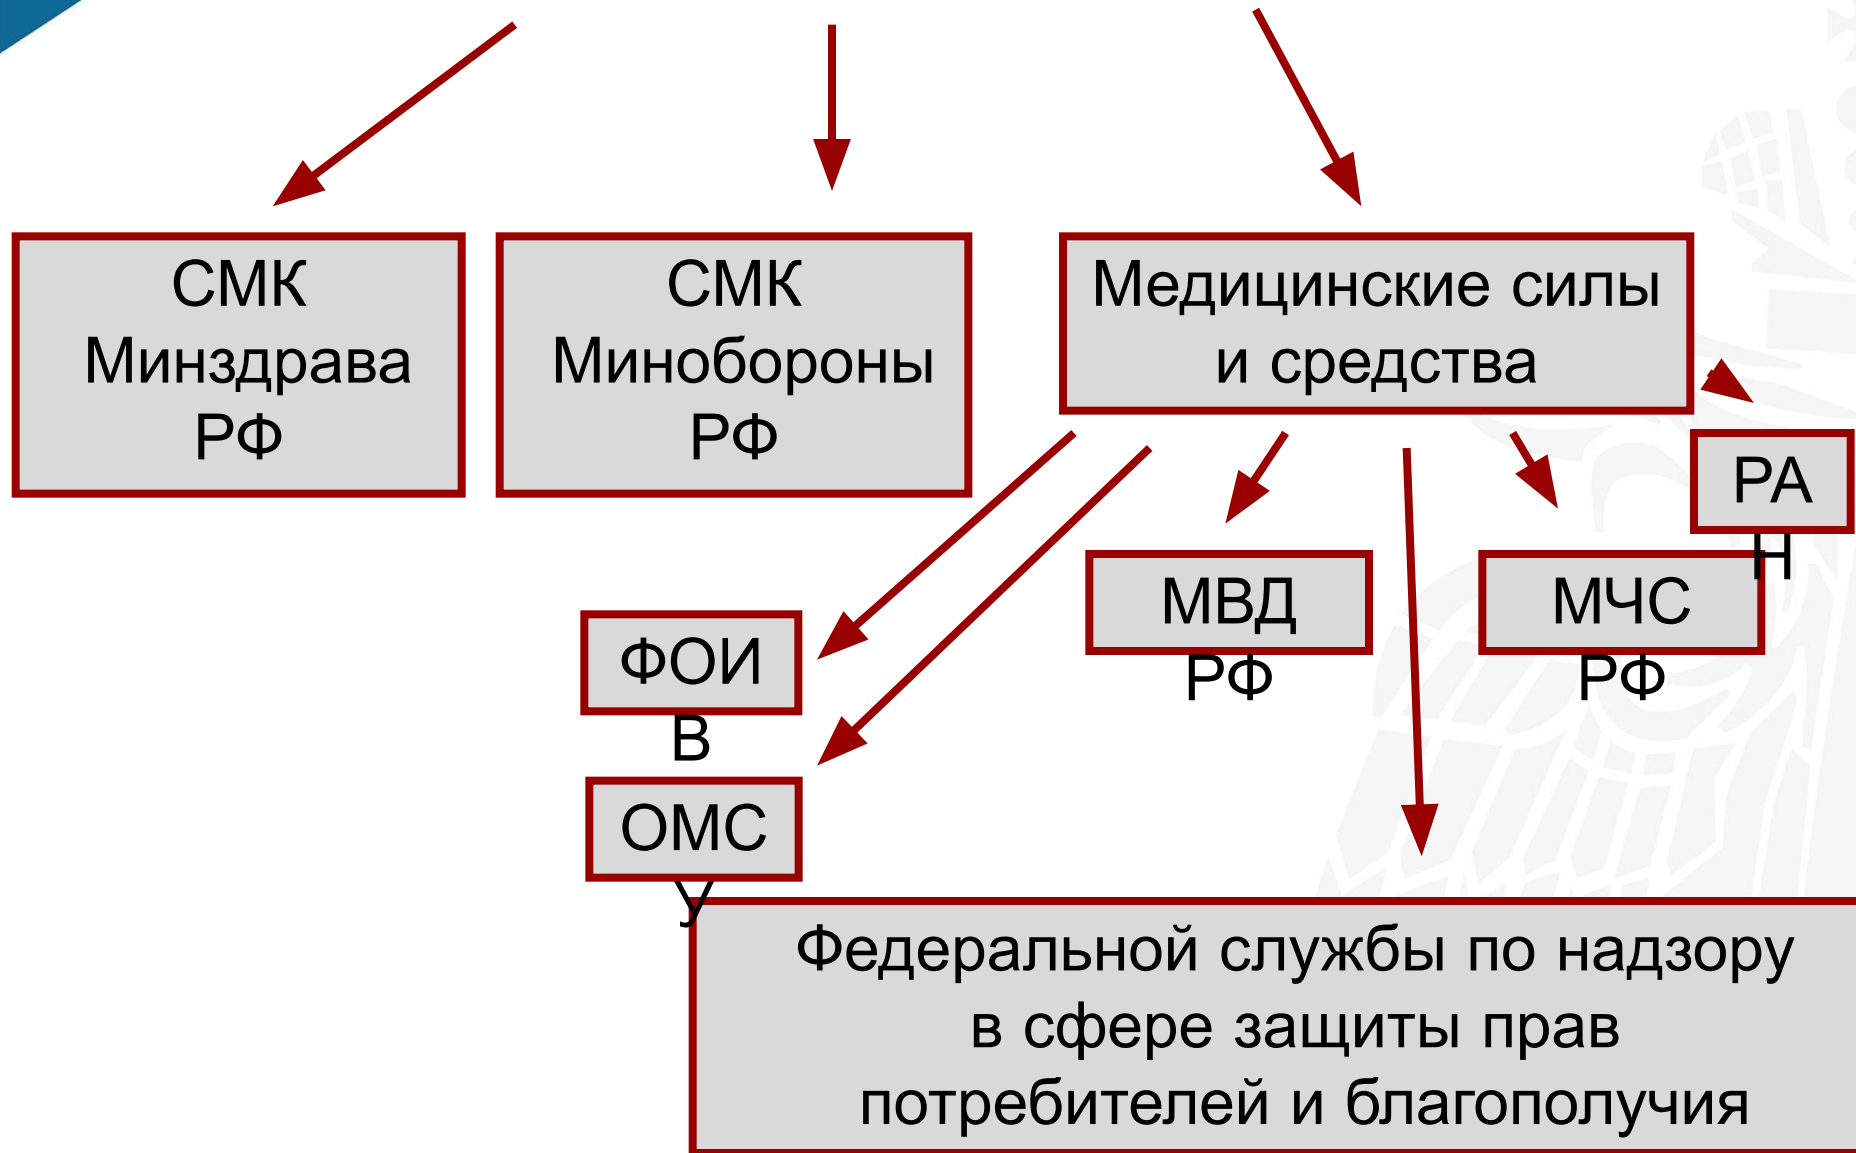 СМК
Минздрава
РФ
СМК
Минобороны
РФ
Медицинские силы
и средства
РА
Н
МВД
РФ
МЧС
РФ
ФОИ
В
ОМС
У
Федеральной службы по надзору
в сфере защиты прав
потребителей и благополучия